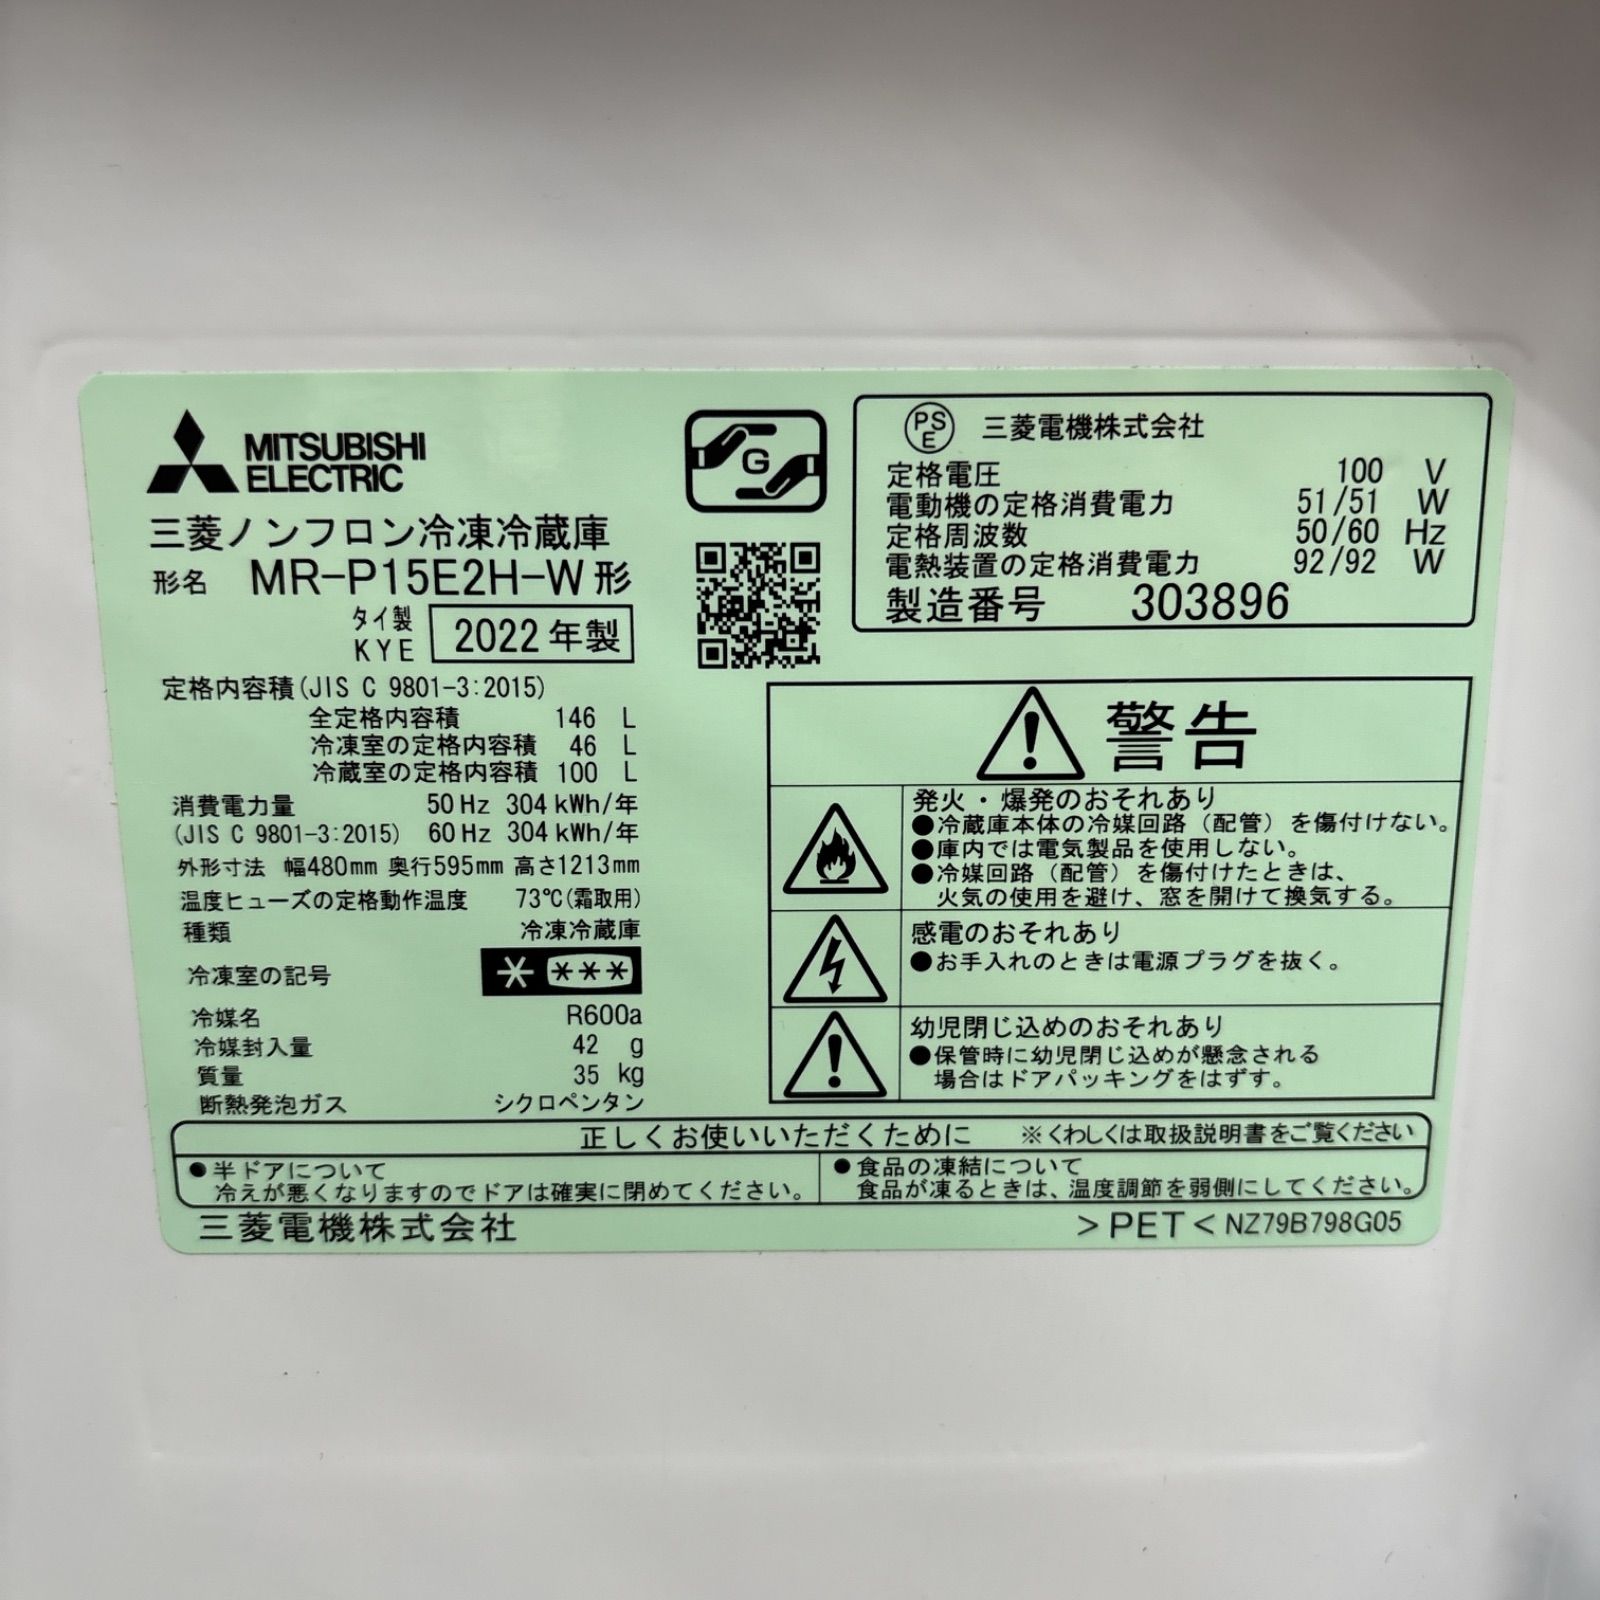 MITSUBISHI
ELECTRIC
三菱ノンフロン冷凍冷蔵庫
形名 MR-P15E2H-W 形
タイ製
KYE 2022年製
定格内容積(JIS C 9801-3:2015)
全定格内容積 146 L
冷凍室の定格内容積 46 L
冷蔵室の定格内容積 100 L
消費電力量 50Hz 304kWh/年
(JIS C 9801-3:2015) 60Hz 304kWh/年
外形寸法 幅480mm 奥行595mm 高さ1213mm
温度ヒューズの定格動作温度 73℃(霜取用)
種類 冷凍冷蔵庫
冷凍室の記号 * ***
冷媒名 R600a
冷媒封入量 42 g
質量 35 kg
断熱発泡ガス シクロペンタン
G
PS
E
三菱電機株式会社
定格電圧 100 V
電動機の定格消費電力 51/51 W
定格周波数 50/60 Hz
電熱装置の定格消費電力 92/92 W
製造番号 303896
警告
発火・爆発のおそれあり
●冷蔵庫本体の冷媒回路(配管)を傷付けない。
●庫内では電気製品を使用しない。
●冷媒回路(配管)を傷付けたときは、
火気の使用を避け、窓を開けて換気する。
感電のおそれあり
●お手入れのときは電源プラグを抜く。
幼児閉じ込めのおそれあり
●保管時に幼児閉じ込めが懸念される
場合はドアパッキングをはずす。
正しくお使いいただくために ※くわしくは取扱説明書をご覧ください
●半ドアについて
冷えが悪くなりますのでドアは確実に閉めてください。
●食品の凍結について
食品が凍るときは、温度調節を弱側にしてください。
三菱電機株式会社 >PET< NZ79B798G05